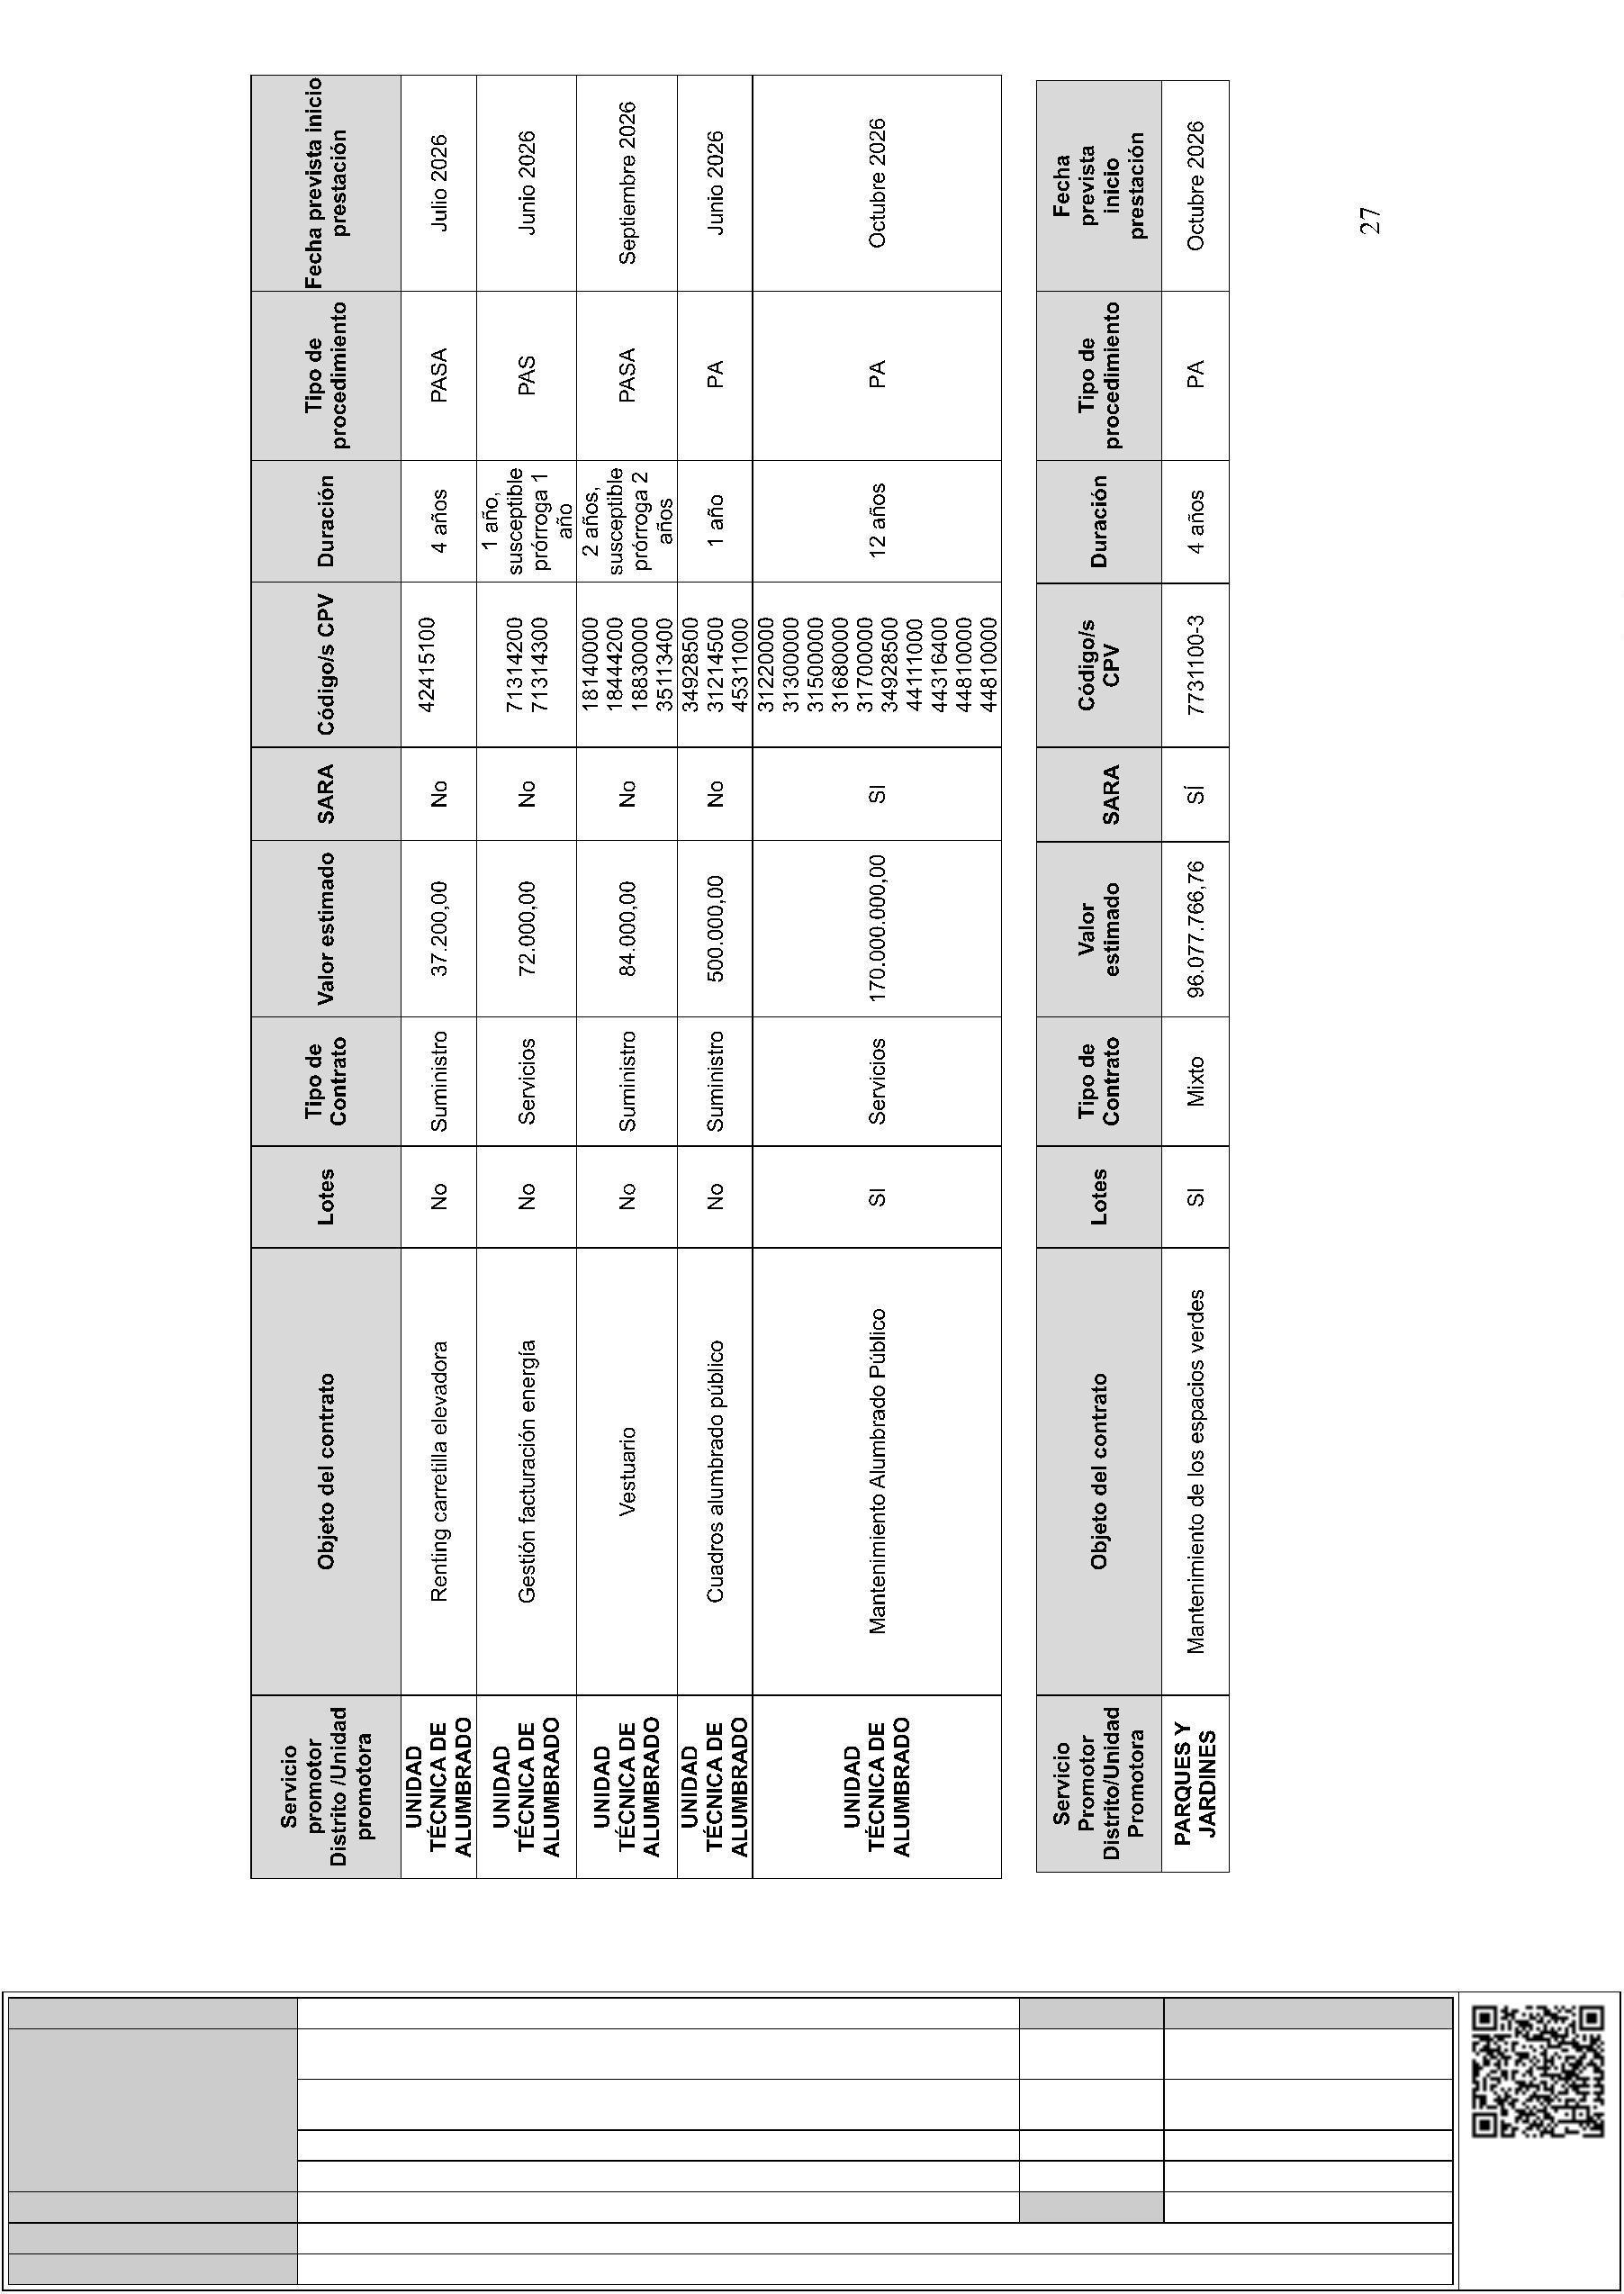 Servicio
promotor
Distrito /Unidad
promotora
Objeto del contrato
Lotes
Tipo de
Contrato
Valor estimado
SARA
Código/s CPV
Duración
Tipo de
procedimiento
Fecha prevista inicio
prestación
UNIDAD
TÉCNICA DE
ALUMBRADO
Renting carretilla elevadora
No
Suministro
37.200,00
No
42415100
4 años
PASA
Julio 2026
UNIDAD
TÉCNICA DE
ALUMBRADO
Gestión facturación energía
No
Servicios
72.000,00
No
71314200
71314300
1 año,
susceptible
prórroga 1
año
PAS
Junio 2026
UNIDAD
TÉCNICA DE
ALUMBRADO
Vestuario
No
Suministro
84.000,00
No
18140000
18444200
18830000
35113400
2 años,
susceptible
prórroga 2
años
PASA
Septiembre 2026
UNIDAD
TÉCNICA DE
ALUMBRADO
Cuadros alumbrado público
No
Suministro
500.000,00
No
34928500
31214500
45311000
1 año
PA
Junio 2026
UNIDAD
TÉCNICA DE
ALUMBRADO
Mantenimiento Alumbrado Público
SI
Servicios
170.000.000,00
SI
31220000
31300000
31500000
31680000
31700000
34928500
44111000
44316400
44810000
44810000
12 años
PA
Octubre 2026
Servicio
Promotor
Distrito/Unidad
Promotora
Objeto del contrato
Lotes
Tipo de
Contrato
Valor
estimado
SARA
Código/s
CPV
Duración
Tipo de
procedimiento
Fecha
prevista
inicio
prestación
PARQUES Y
JARDINES
Mantenimiento de los espacios verdes
SI
Mixto
96.077.766,76
SÍ
7731100-3
4 años
PA
Octubre 2026
27